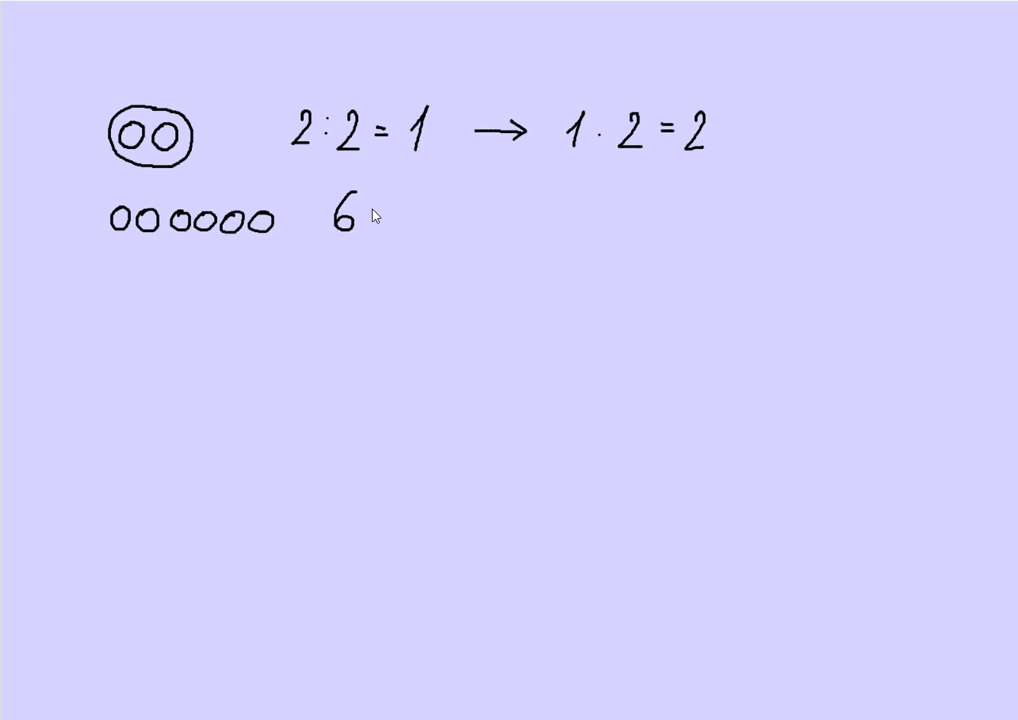 2 : 2 = 1 → 1 · 2 = 2
6